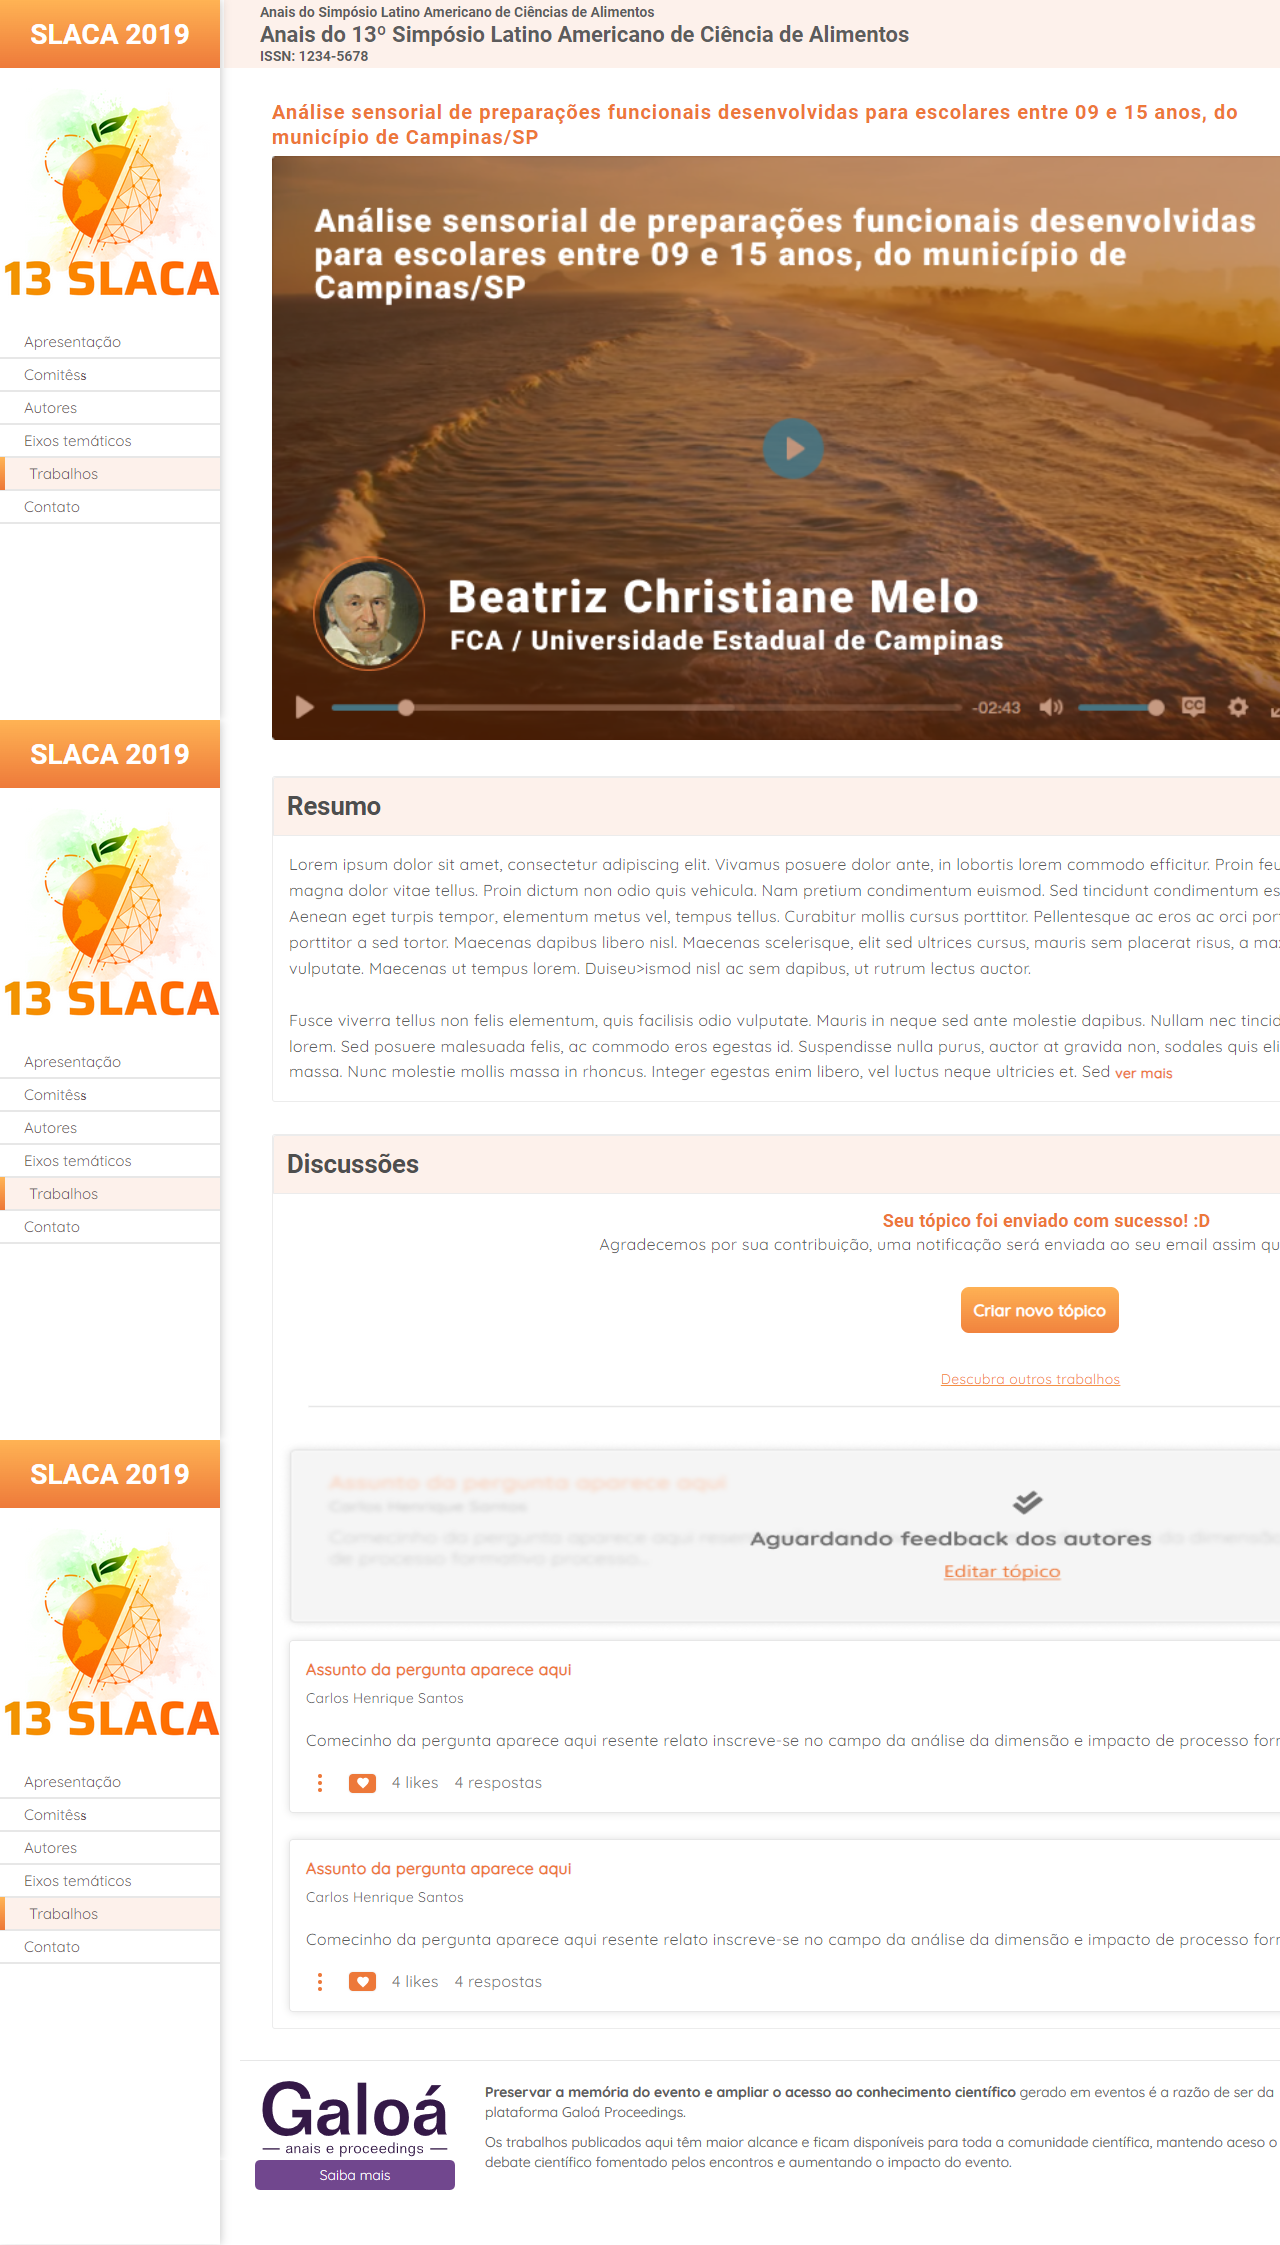 SLACA 2019
13 SLACA
Apresentação
Comitêss
Autores
Eixos temáticos
Trabalhos
Contato
SLACA 2019
13 SLACA
Apresentação
Comitêss
Autores
Eixos temáticos
Trabalhos
Contato
SLACA 2019
13 SLACA
Apresentação
Comitêss
Autores
Eixos temáticos
Trabalhos
Contato
Anais do Simpósio Latino Americano de Ciências de Alimentos
Anais do 13º Simpósio Latino Americano de Ciência de Alimentos
ISSN: 1234-5678
Análise sensorial de preparações funcionais desenvolvidas para escolares entre 09 e 15 anos, do
município de Campinas/SP
Análise sensorial de preparações funcionais desenvolvidas
para escolares entre 09 e 15 anos, do município de
Campinas/SP
Beatriz Christiane Melo
FCA / Universidade Estadual de Campinas
-02:43
CC
Resumo
Lorem ipsum dolor sit amet, consectetur adipiscing elit. Vivamus posuere dolor ante, in lobortis lorem commodo efficitur. Proin feu
magna dolor vitae tellus. Proin dictum non odio quis vehicula. Nam pretium condimentum euismod. Sed tincidunt condimentum es
Aenean eget turpis tempor, elementum metus vel, tempus tellus. Curabitur mollis cursus porttitor. Pellentesque ac eros ac orci por
porttitor a sed tortor. Maecenas dapibus libero nisl. Maecenas scelerisque, elit sed ultrices cursus, mauris sem placerat risus, a ma
vulputate. Maecenas ut tempus lorem. Duiseu>ismod nisl ac sem dapibus, ut rutrum lectus auctor.
Fusce viverra tellus non felis elementum, quis facilisis odio vulputate. Mauris in neque sed ante molestie dapibus. Nullam nec tincid
lorem. Sed posuere malesuada felis, ac commodo eros egestas id. Suspendisse nulla purus, auctor at gravida non, sodales quis eli
massa. Nunc molestie mollis massa in rhoncus. Integer egestas enim libero, vel luctus neque ultricies et. Sed ver mais
Discussões
Seu tópico foi enviado com sucesso! :D
Agradecemos por sua contribuição, uma notificação será enviada ao seu email assim qu
Criar novo tópico
Descubra outros trabalhos
Assunto da pergunta aparece aqui
Carlos Henrique Santos
Comecinho da pergunta aparece aqui
de processo formativo processo...
Aguardando feedback dos autores
Editar tópico
Assunto da pergunta aparece aqui
Carlos Henrique Santos
Comecinho da pergunta aparece aqui resente relato inscreve-se no campo da análise da dimensão e impacto de processo for
4 likes 4 respostas
Assunto da pergunta aparece aqui
Carlos Henrique Santos
Comecinho da pergunta aparece aqui resente relato inscreve-se no campo da análise da dimensão e impacto de processo for
4 likes 4 respostas
Galoá
anais e proceedings
Saiba mais
Preservar a memória do evento e ampliar o acesso ao conhecimento científico gerado em eventos é a razão de ser da
plataforma Galoá Proceedings.
Os trabalhos publicados aqui têm maior alcance e ficam disponíveis para toda a comunidade científica, mantendo aceso o
debate científico fomentado pelos encontros e aumentando o impacto do evento.